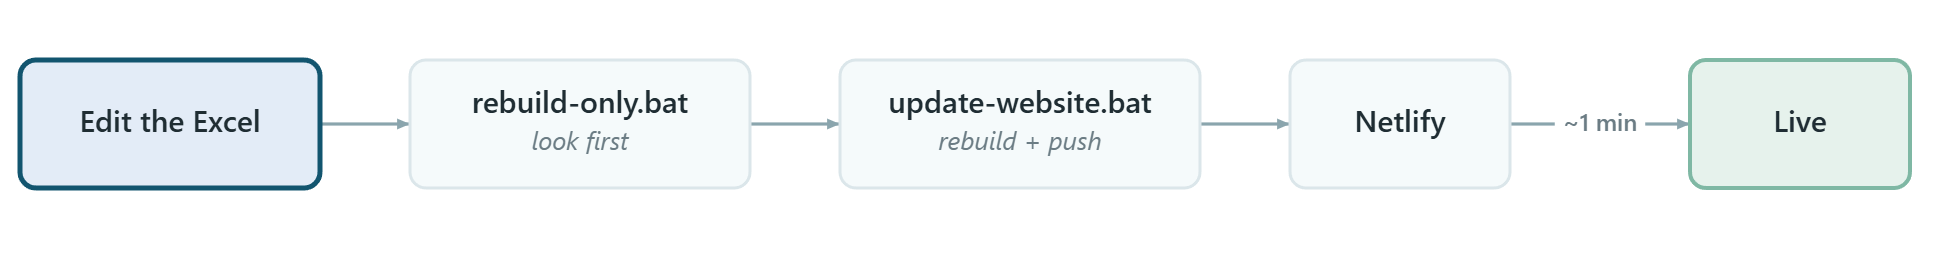 Edit the Excel
rebuild-only.bat
look first
update-website.bat
rebuild + push
Netlify
~1 min
Live